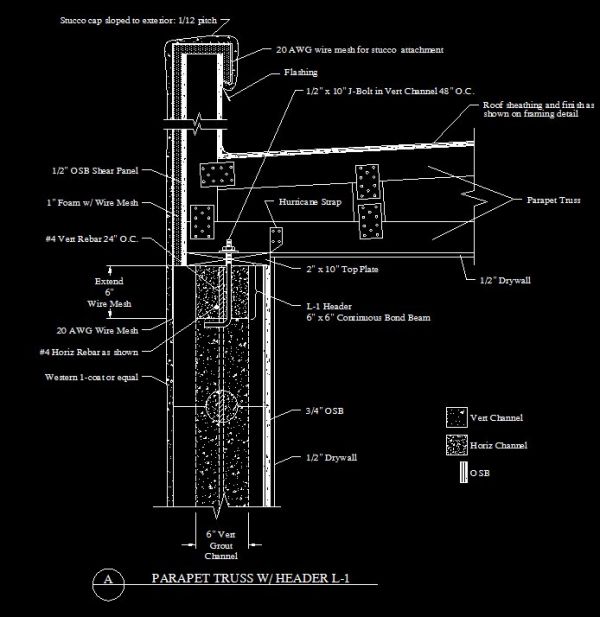 Stucco cap sloped to exterior: 1/12 pitch
20 AWG wire mesh for stucco attachment
Flashing
1/2" x 10" J-Bolt in Vert Channel 48" O.C.
Roof sheathing and finish as
shown on framing detail
1/2" OSB Shear Panel
1" Foam w/ Wire Mesh
#4 Vert Rebar 24" O.C.
Hurricane Strap
Parapet Truss
Extend
6"
Wire Mesh
2" x 10" Top Plate
1/2" Drywall
L-1 Header
6" x 6" Continuous Bond Beam
20 AWG Wire Mesh
#4 Horiz Rebar as shown
Western 1-coat or equal
3/4" OSB
1/2" Drywall
Vert Channel
Horiz Channel
OSB
6" Vert
Grout
Channel
A
PARAPET TRUSS W/ HEADER L-1